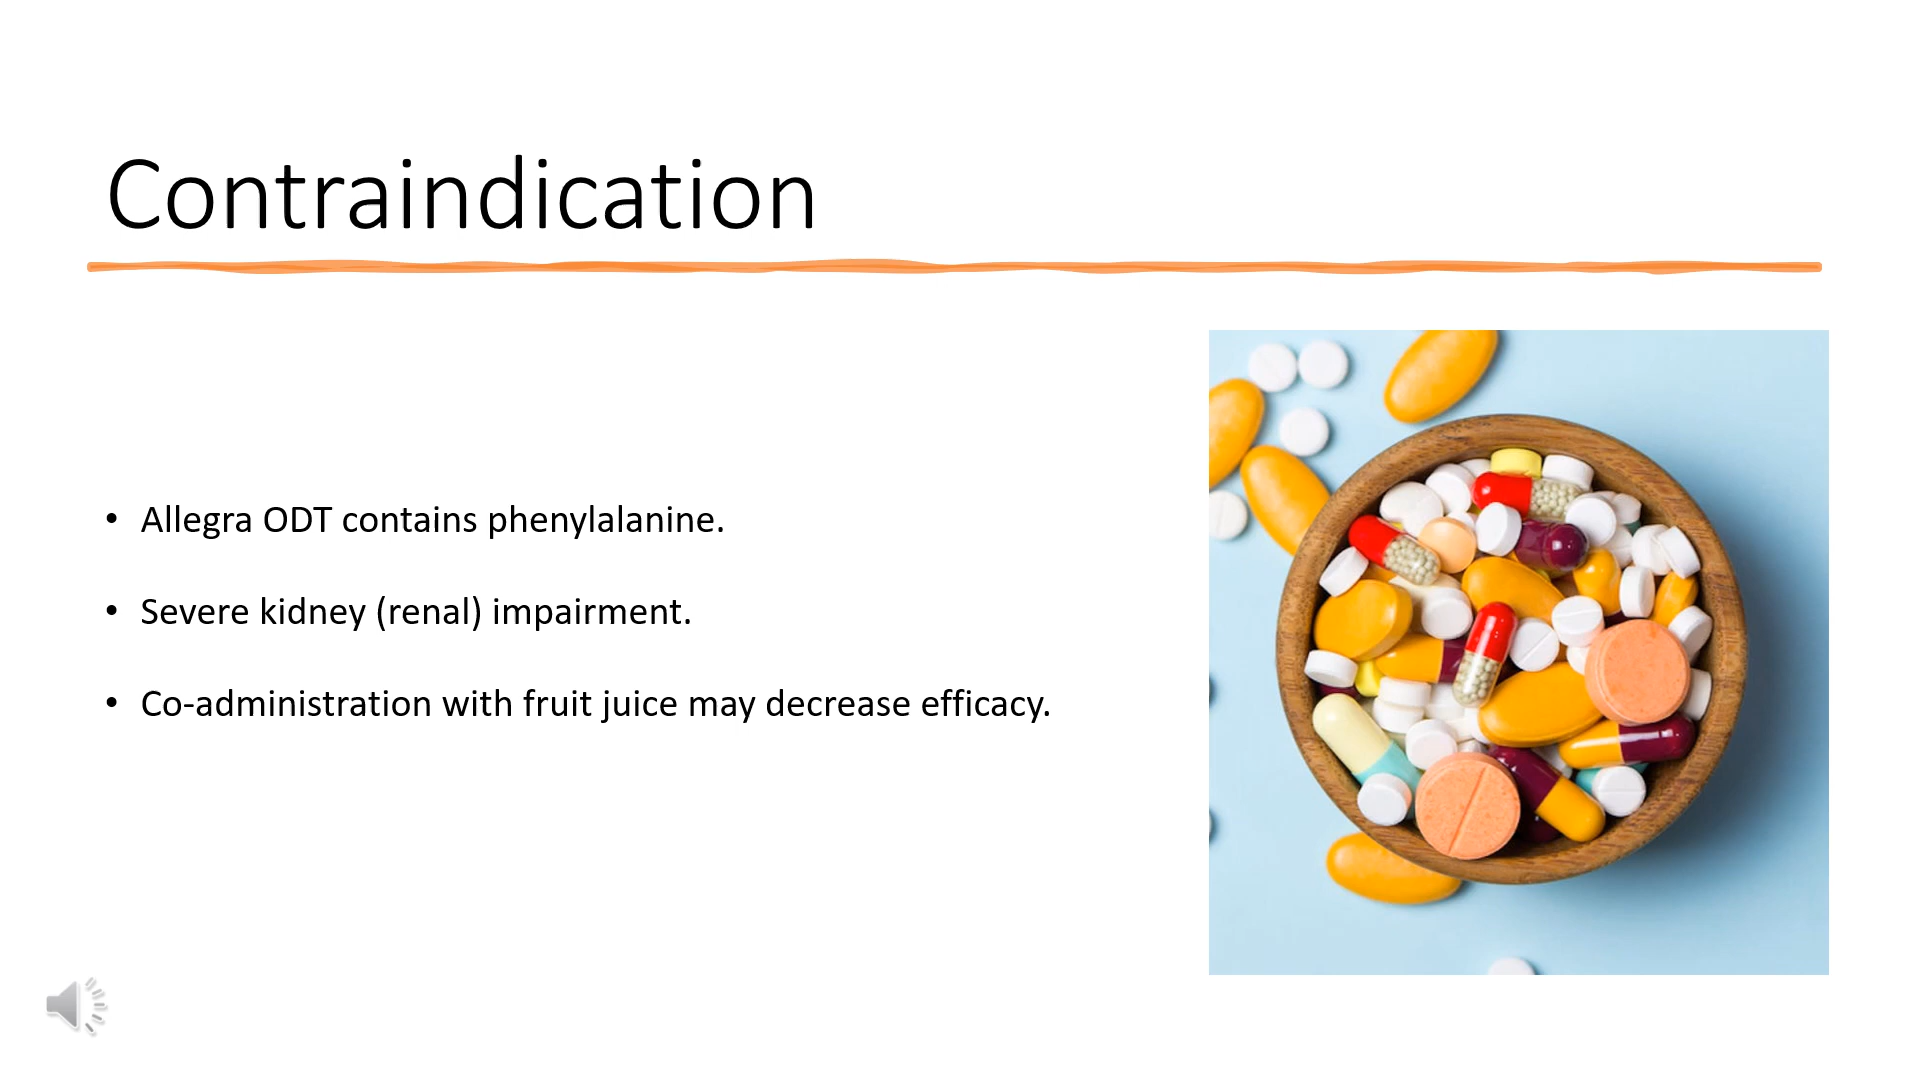 Contraindication
• Allegra ODT contains phenylalanine.
• Severe kidney (renal) impairment.
• Co-administration with fruit juice may decrease efficacy.